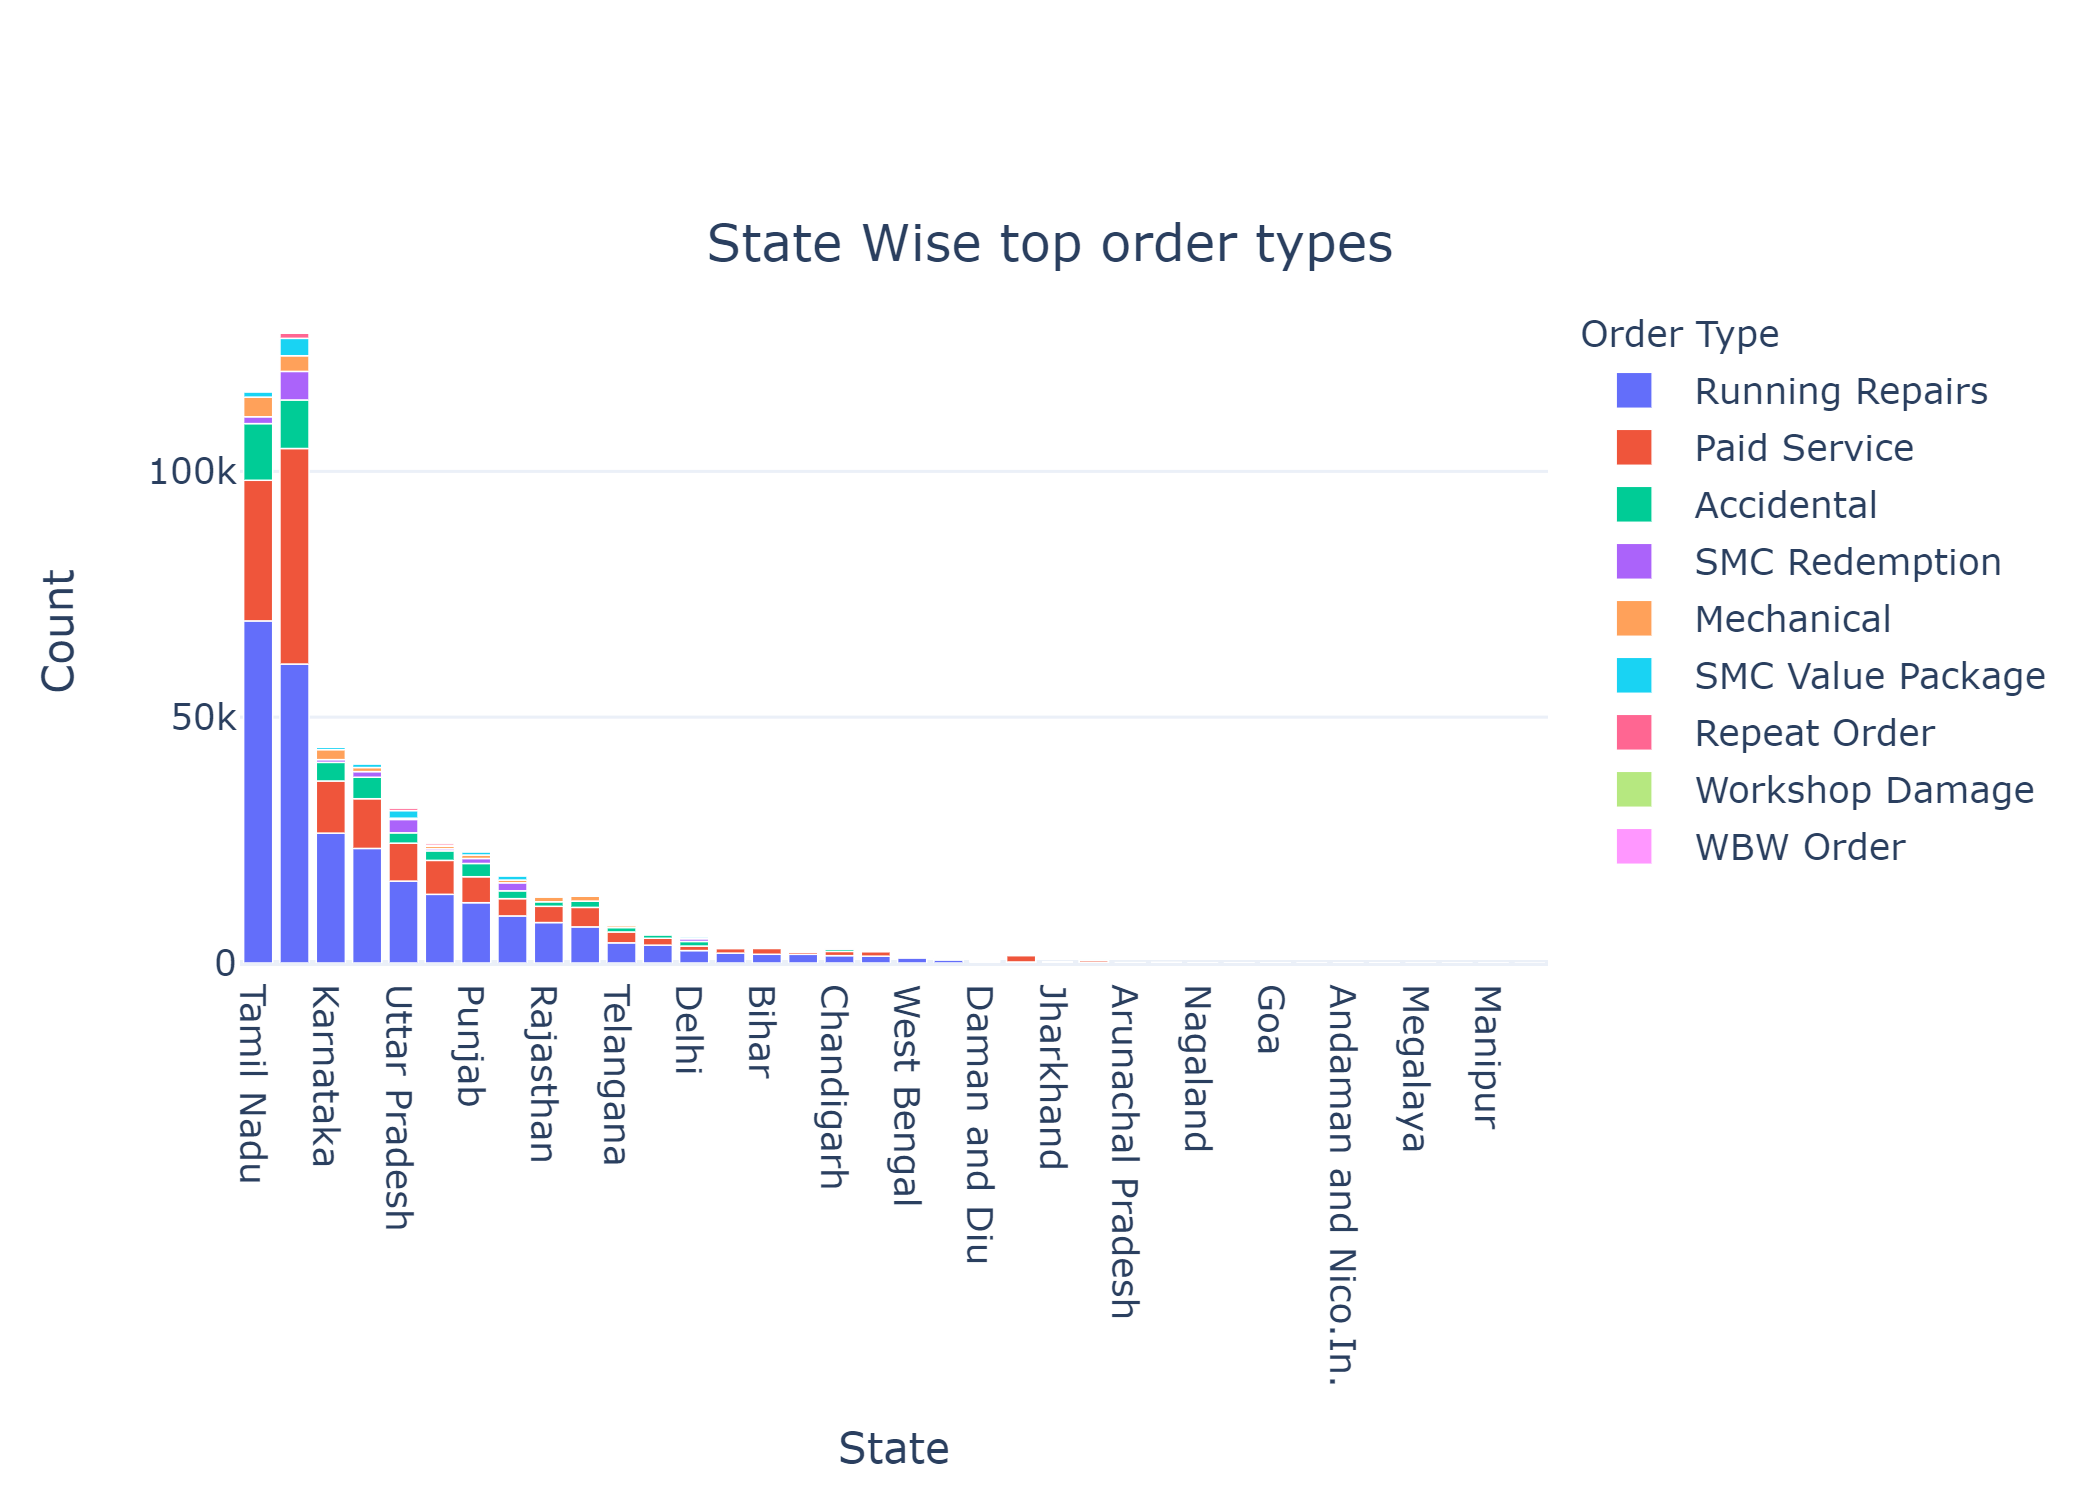 State Wise top order types
Order Type
Running Repairs
Paid Service
Accidental
SMC Redemption
Mechanical
SMC Value Package
Repeat Order
Workshop Damage
WBW Order
Count
100k
50k
0
Tamil Nadu
Karnataka
Uttar Pradesh
Punjab
Rajasthan
Telangana
Delhi
Bihar
Chandigarh
West Bengal
Daman and Diu
Jharkhand
Arunachal Pradesh
Nagaland
Goa
Andaman and Nico.In.
Megalaya
Manipur
State